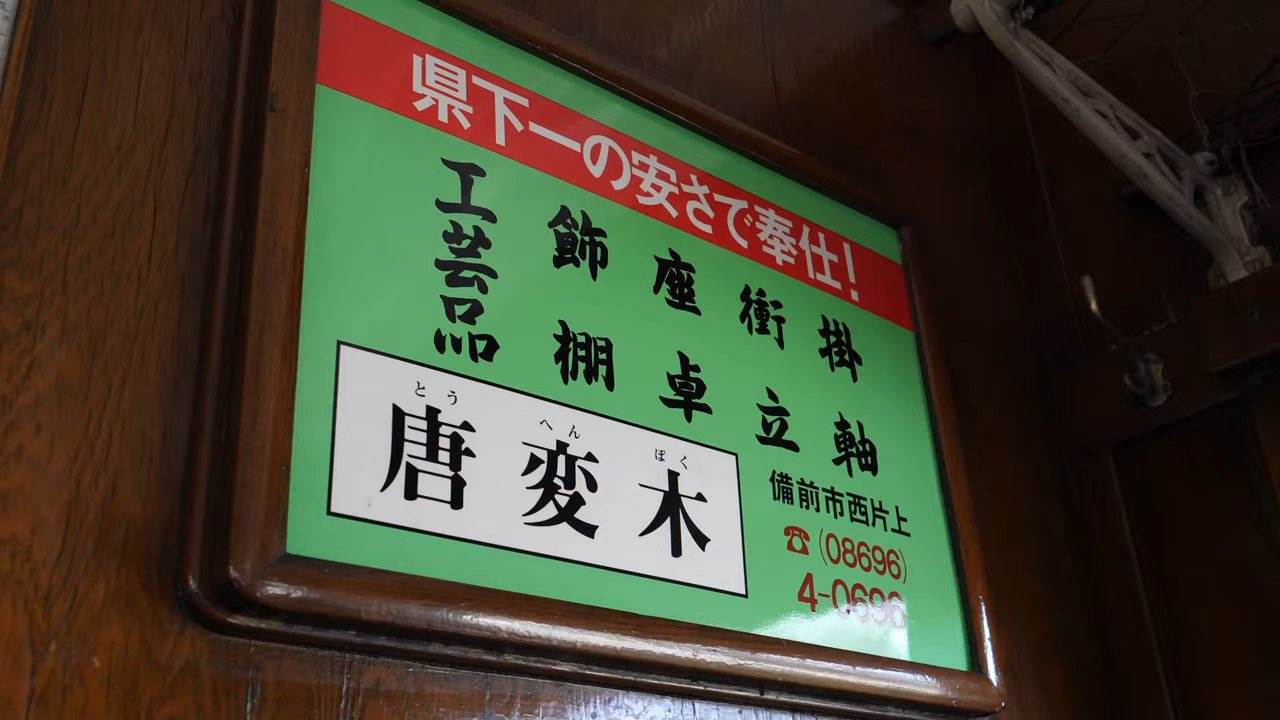 県下一の安さで奉仕!
掛軸
衝立
座卓
飾棚
工芸品
とうへんぼく
唐変木
備前市西片上
☎(08696)
4-0696